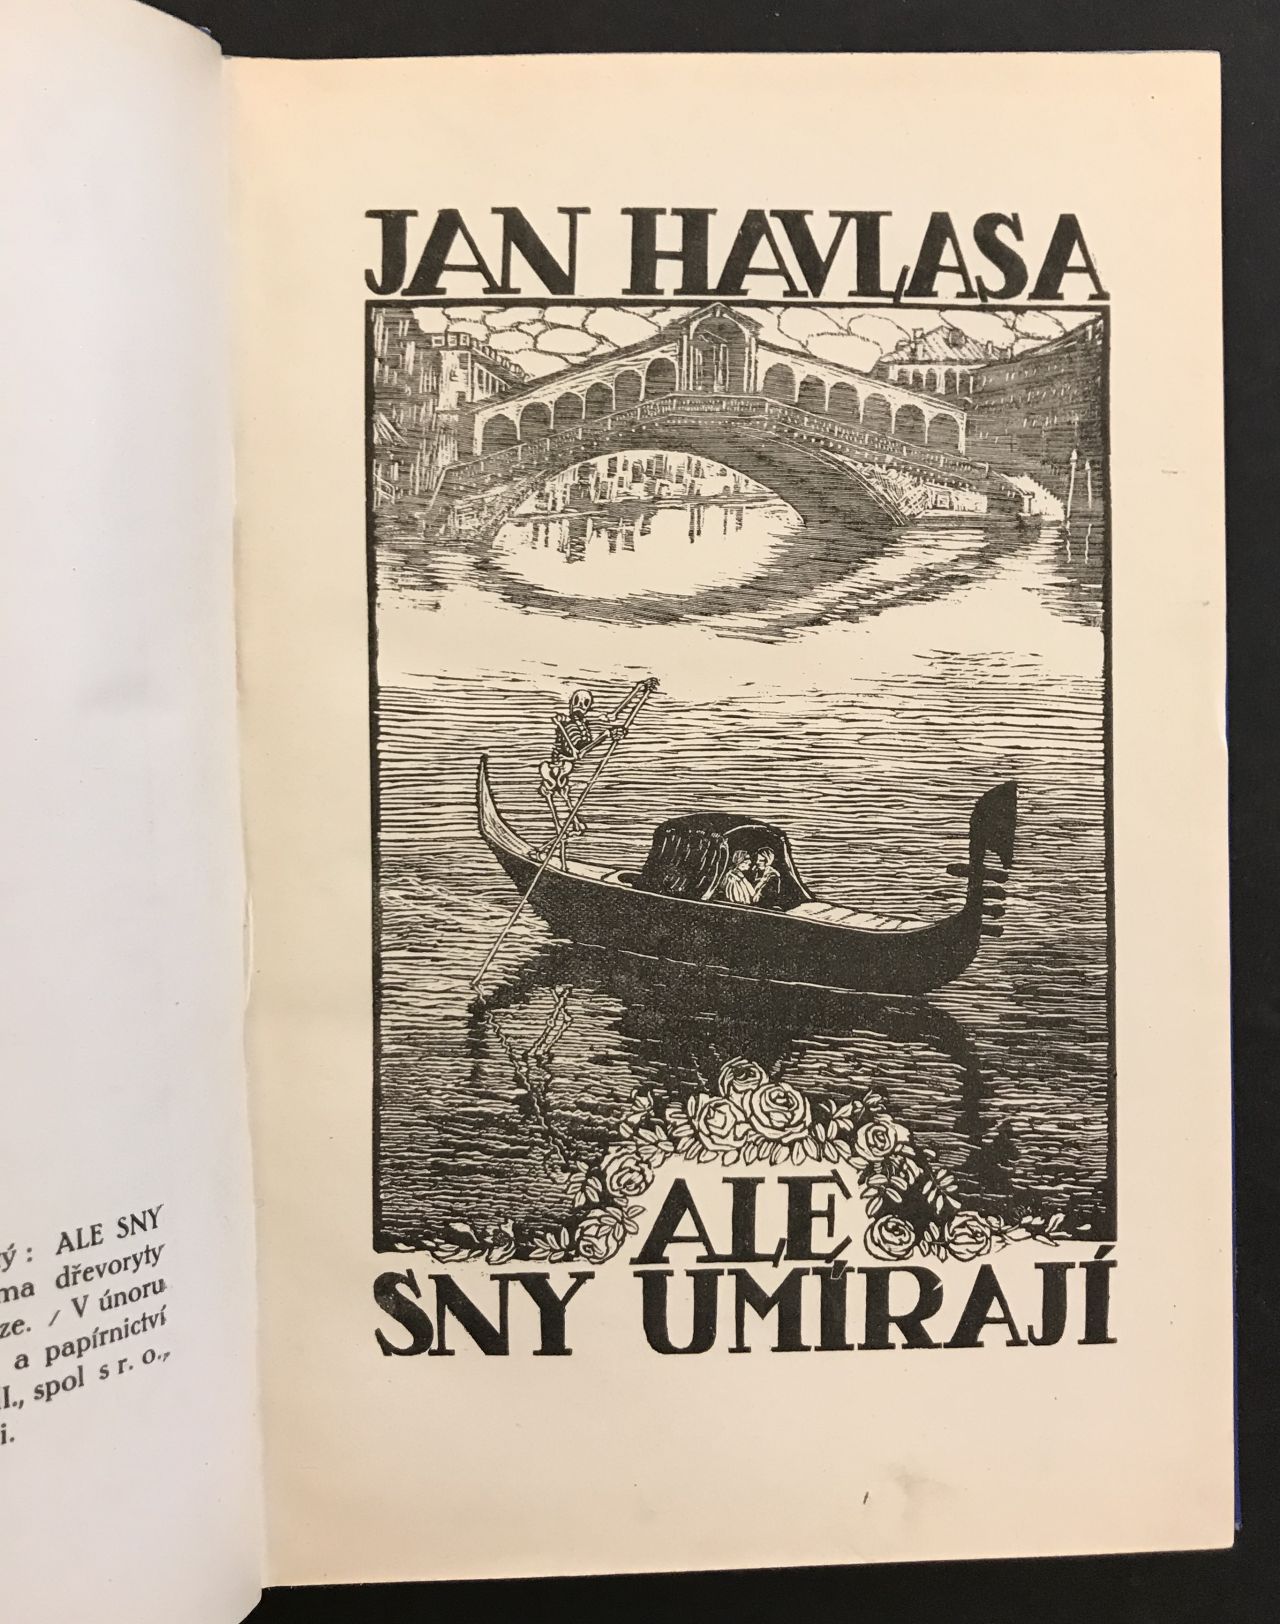 ý : ALE SNY
ma dřevoryty
ze. / V únoru
a papírnictví
I., spol s r. o.,
i.
JAN HAVLASA
ALE
SNY UMÍRAJÍ